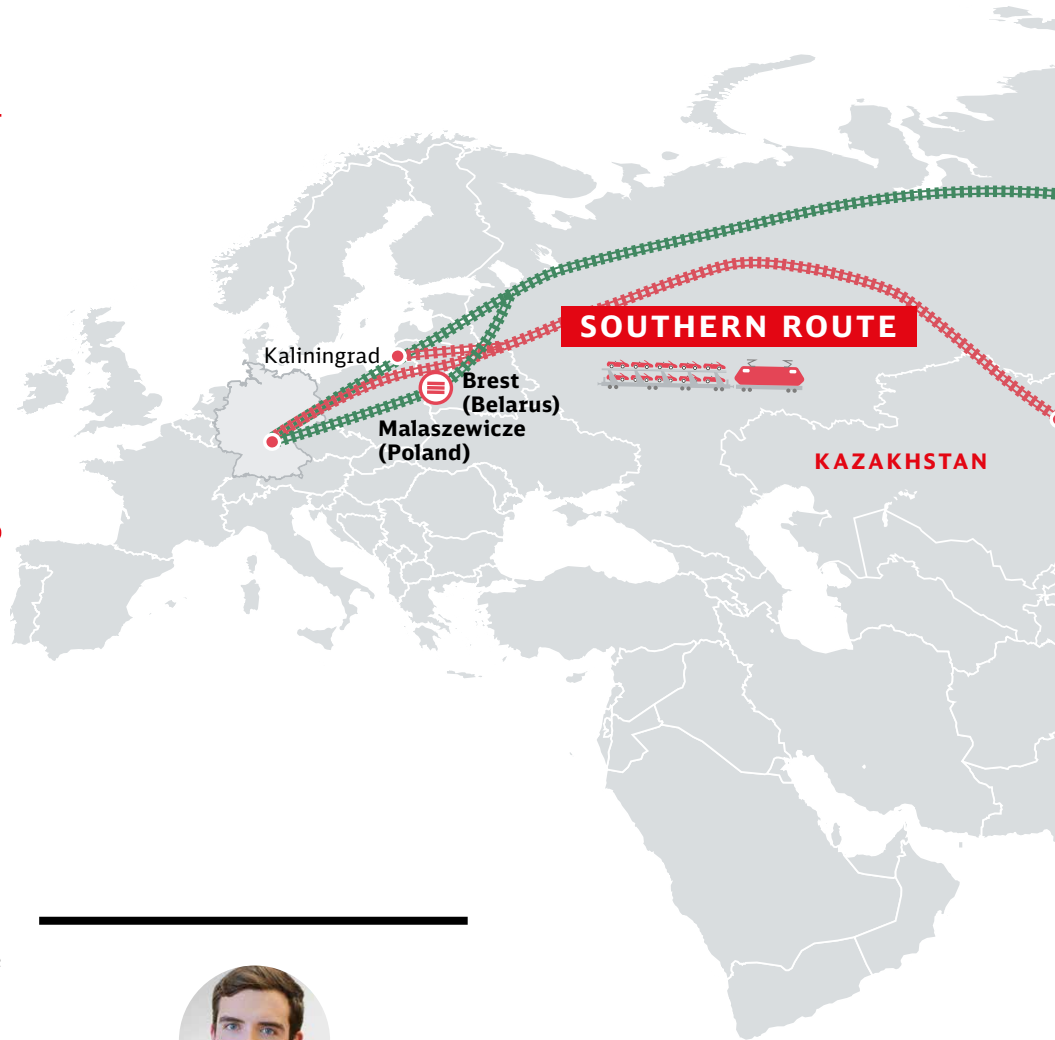 SOUTHERN ROUTE
Kaliningrad
Brest
(Belarus)
Malaszewicze
(Poland)
KAZAKHSTAN